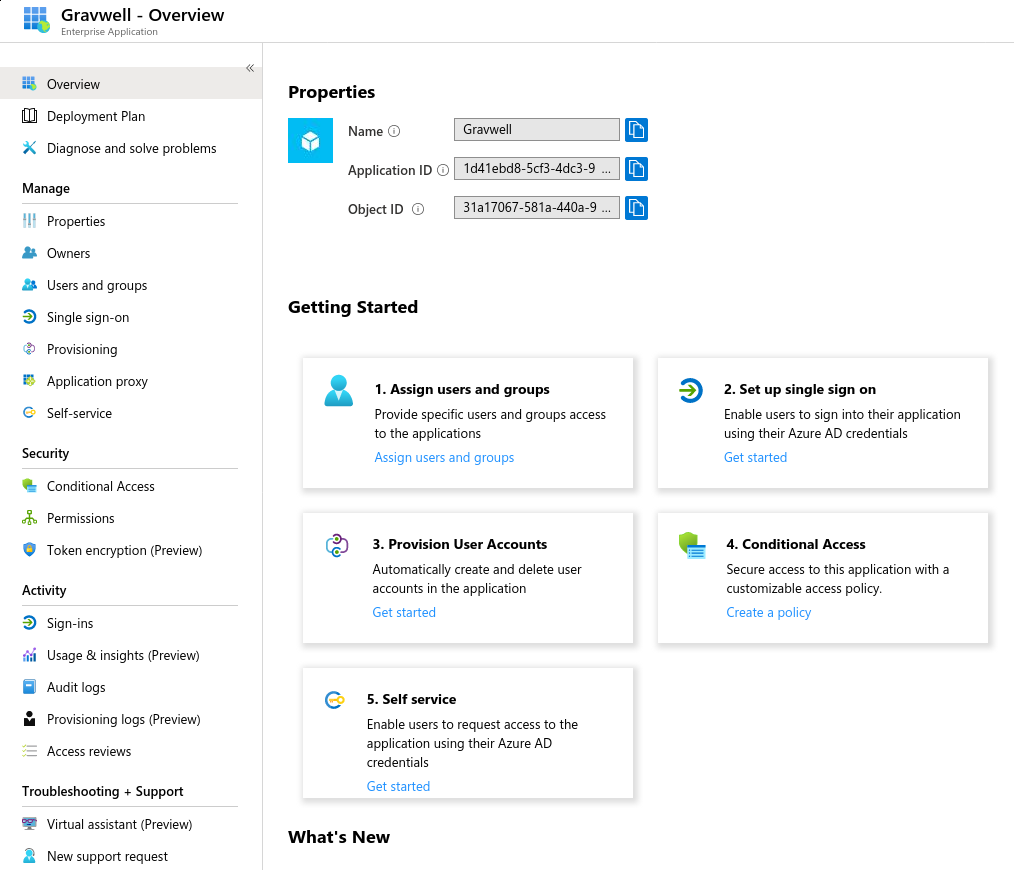 Gravwell - Overview
Enterprise Application
«
Overview
Deployment Plan
Diagnose and solve problems
Manage
Properties
Owners
Users and groups
Single sign-on
Provisioning
Application proxy
Self-service
Security
Conditional Access
Permissions
Token encryption (Preview)
Activity
Sign-ins
Usage & insights (Preview)
Audit logs
Provisioning logs (Preview)
Access reviews
Troubleshooting + Support
Virtual assistant (Preview)
New support request
Properties
Name
Gravwell
Application ID
1d41ebd8-5cf3-4dc3-9 ...
Object ID
31a17067-581a-440a-9 ...
Getting Started
1. Assign users and groups
Provide specific users and groups access
to the applications
Assign users and groups
2. Set up single sign on
Enable users to sign into their application
using their Azure AD credentials
Get started
3. Provision User Accounts
Automatically create and delete user
accounts in the application
Get started
4. Conditional Access
Secure access to this application with a
customizable access policy.
Create a policy
5. Self service
Enable users to request access to the
application using their Azure AD
credentials
Get started
What's New